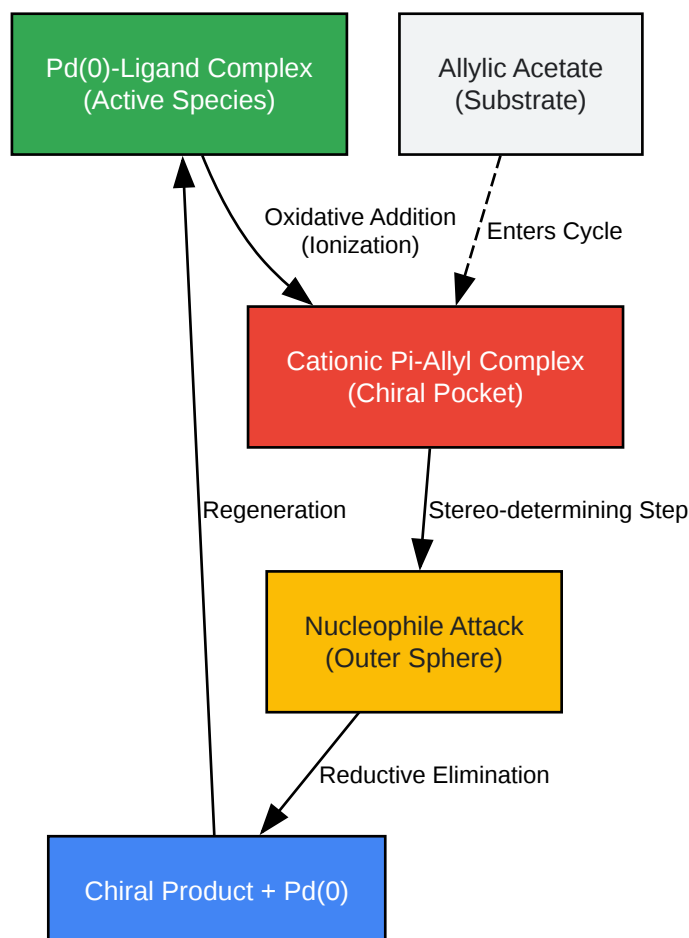 Pd(0)-Ligand Complex
(Active Species)
Allylic Acetate
(Substrate)
Oxidative Addition
(Ionization)
Enters Cycle
Cationic Pi-Allyl Complex
(Chiral Pocket)
Regeneration
Stereo-determining Step
Nucleophile Attack
(Outer Sphere)
Reductive Elimination
Chiral Product + Pd(0)